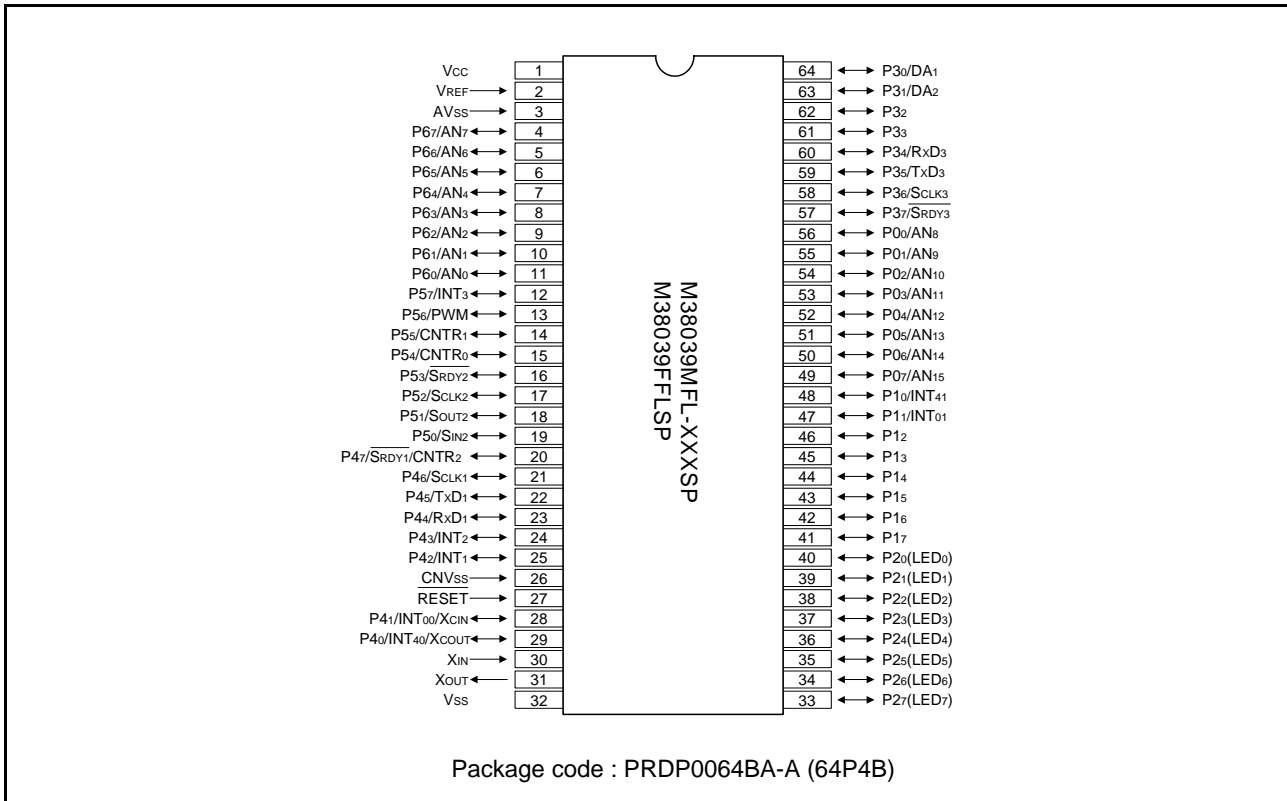 VCC 1 64 P30/DA1
VREF 2 63 P31/DA2
AVSS 3 62 P32
P67/AN7 4 61 P33
P66/AN6 5 60 P34/RXD3
P65/AN5 6 59 P35/TXD3
P64/AN4 7 58 P36/SCLK3
P63/AN3 8 57 P37/SRDY3
P62/AN2 9 56 P00/AN8
P61/AN1 10 55 P01/AN9
P60/AN0 11 54 P02/AN10
P57/INT3 12 53 P03/AN11
P56/PWM 13 52 P04/AN12
P55/CNTR1 14 51 P05/AN13
P54/CNTR0 15 50 P06/AN14
P53/SRDY2 16 49 P07/AN15
P52/SCLK2 17 48 P10/INT41
P51/SOUT2 18 47 P11/INT01
P50/SIN2 19 46 P12
P47/SRDY1/CNTR2 20 45 P13
P46/SCLK1 21 44 P14
P45/TXD1 22 43 P15
P44/RXD1 23 42 P16
P43/INT2 24 41 P17
P42/INT1 25 40 P20(LED0)
CNVSS 26 39 P21(LED1)
RESET 27 38 P22(LED2)
P41/INT00/XCIN 28 37 P23(LED3)
P40/INT40/XCOUT 29 36 P24(LED4)
XIN 30 35 P25(LED5)
XOUT 31 34 P26(LED6)
VSS 32 33 P27(LED7)
M38039MFL-XXXSP
M38039FFLSP
Package code : PRDP0064BA-A (64P4B)